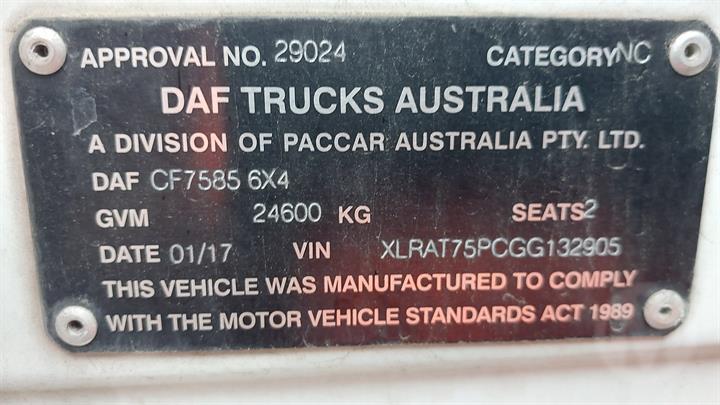 APPROVAL NO. 29024 CATEGORY NC
DAF TRUCKS AUSTRALIA
A DIVISION OF PACCAR AUSTRALIA PTY. LTD.
DAF CF7585 6X4
GVM 24600 KG SEATS 2
DATE 01/17 VIN XLRAT75PCGG132905
THIS VEHICLE WAS MANUFACTURED TO COMPLY
WITH THE MOTOR VEHICLE STANDARDS ACT 1989